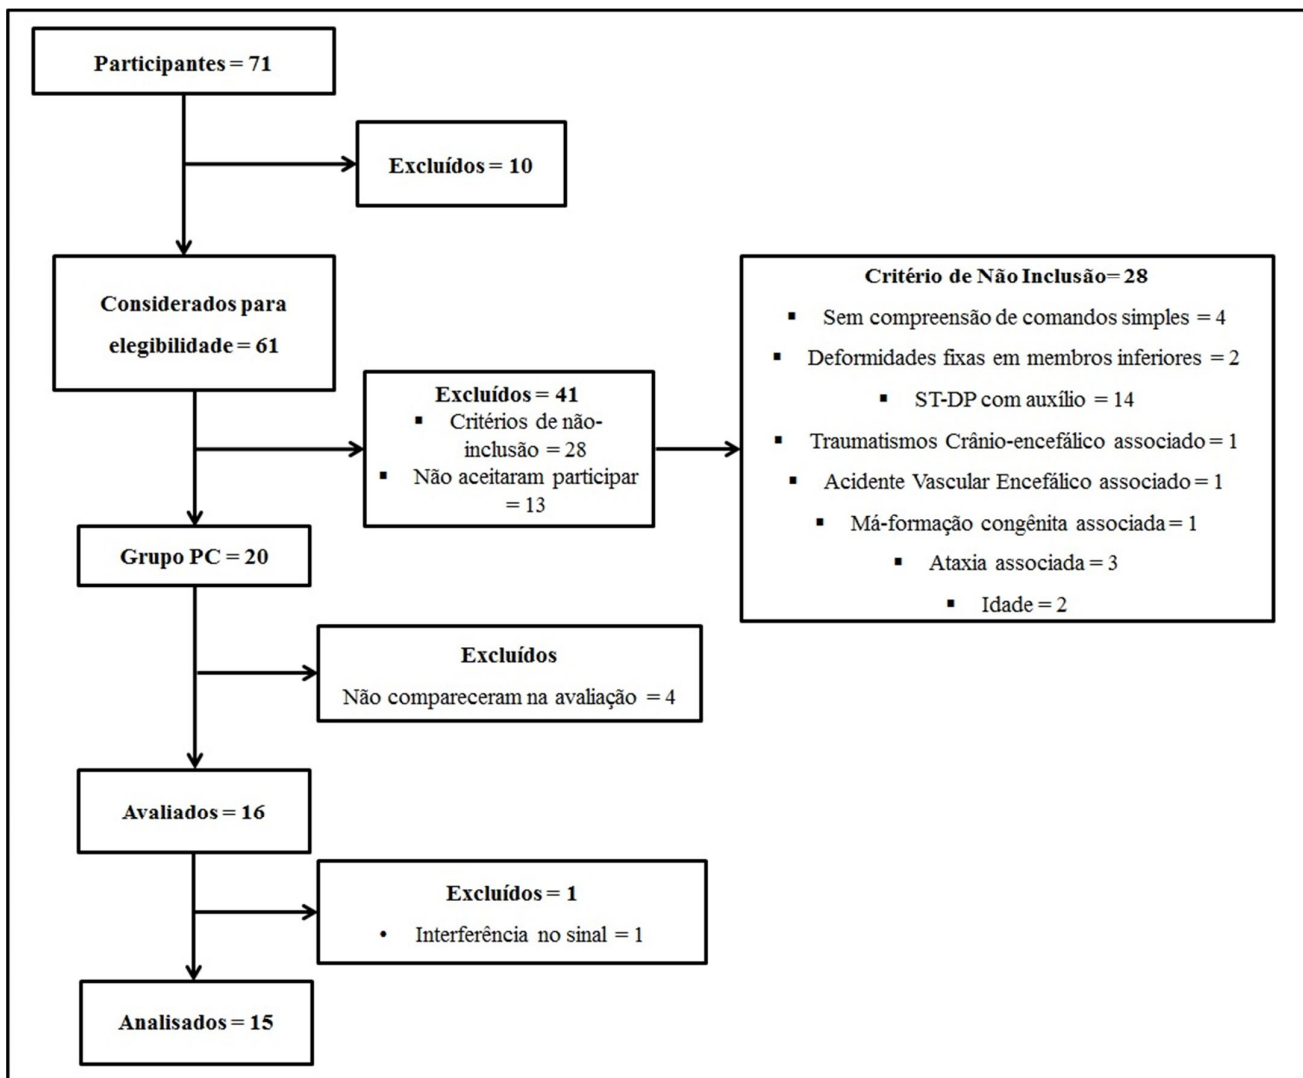 Participantes = 71
Excluídos = 10
Considerados para
elegibilidade = 61
Excluídos = 41
▪ Critérios de não-
inclusão = 28
▪ Não aceitaram participar
= 13
Critério de Não Inclusão= 28
▪ Sem compreensão de comandos simples = 4
▪ Deformidades fixas em membros inferiores = 2
▪ ST-DP com auxílio = 14
▪ Traumatismos Crânio-encefálico associado = 1
▪ Acidente Vascular Encefálico associado = 1
▪ Má-formação congênita associada = 1
▪ Ataxia associada = 3
▪ Idade = 2
Grupo PC = 20
Excluídos
Não compareceram na avaliação = 4
Avaliados = 16
Excluídos = 1
• Interferência no sinal = 1
Analisados = 15